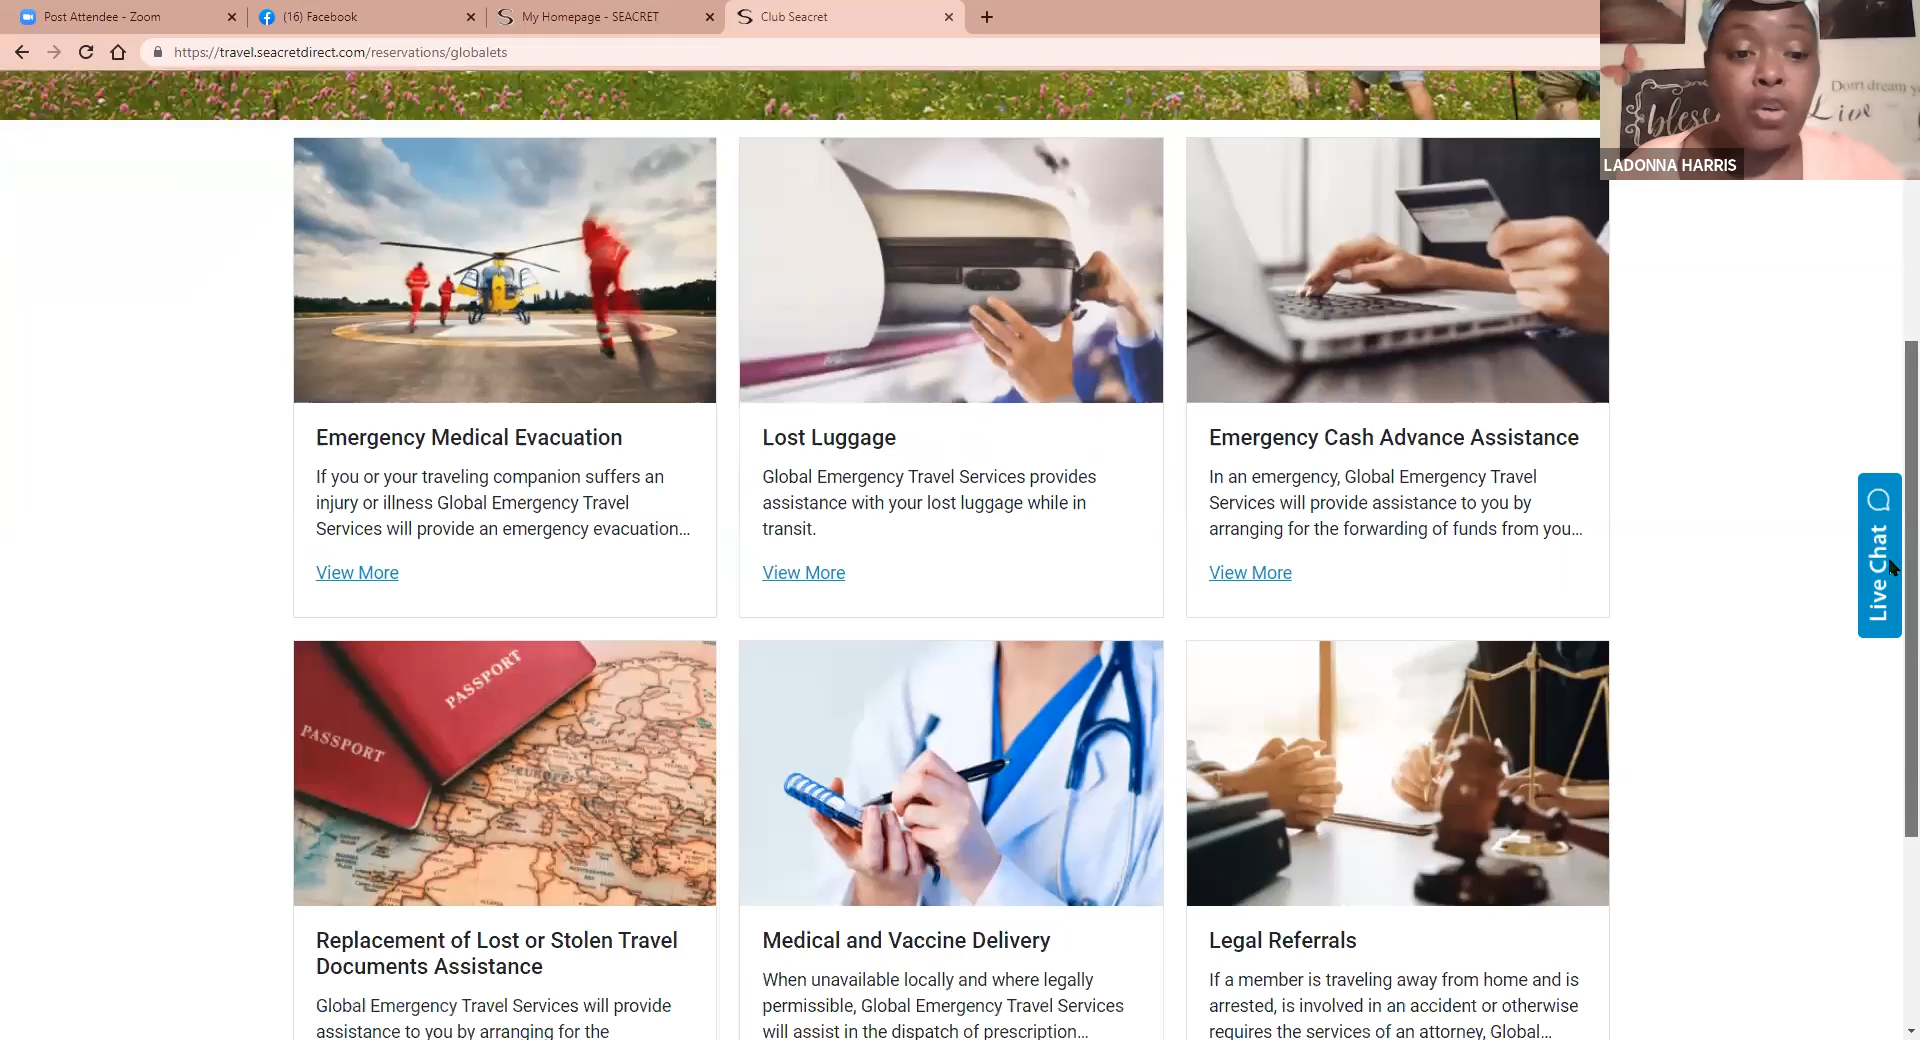 Post Attendee - Zoom
(16) Facebook
My Homepage - SEACRET
Club Seacret
https://travel.seacretdirect.com/reservations/globalets
blese
Don't dream y
Live
LADONNA HARRIS
Emergency Medical Evacuation
If you or your traveling companion suffers an
injury or illness Global Emergency Travel
Services will provide an emergency evacuation...
View More
Lost Luggage
Global Emergency Travel Services provides
assistance with your lost luggage while in
transit.
View More
Emergency Cash Advance Assistance
In an emergency, Global Emergency Travel
Services will provide assistance to you by
arranging for the forwarding of funds from you...
View More
Live Chat
PASSPORT
PASSPORT
EUROPE
Replacement of Lost or Stolen Travel
Documents Assistance
Global Emergency Travel Services will provide
assistance to you by arranging for the
Medical and Vaccine Delivery
When unavailable locally and where legally
permissible, Global Emergency Travel Services
will assist in the dispatch of prescription...
Legal Referrals
If a member is traveling away from home and is
arrested, is involved in an accident or otherwise
requires the services of an attorney, Global...